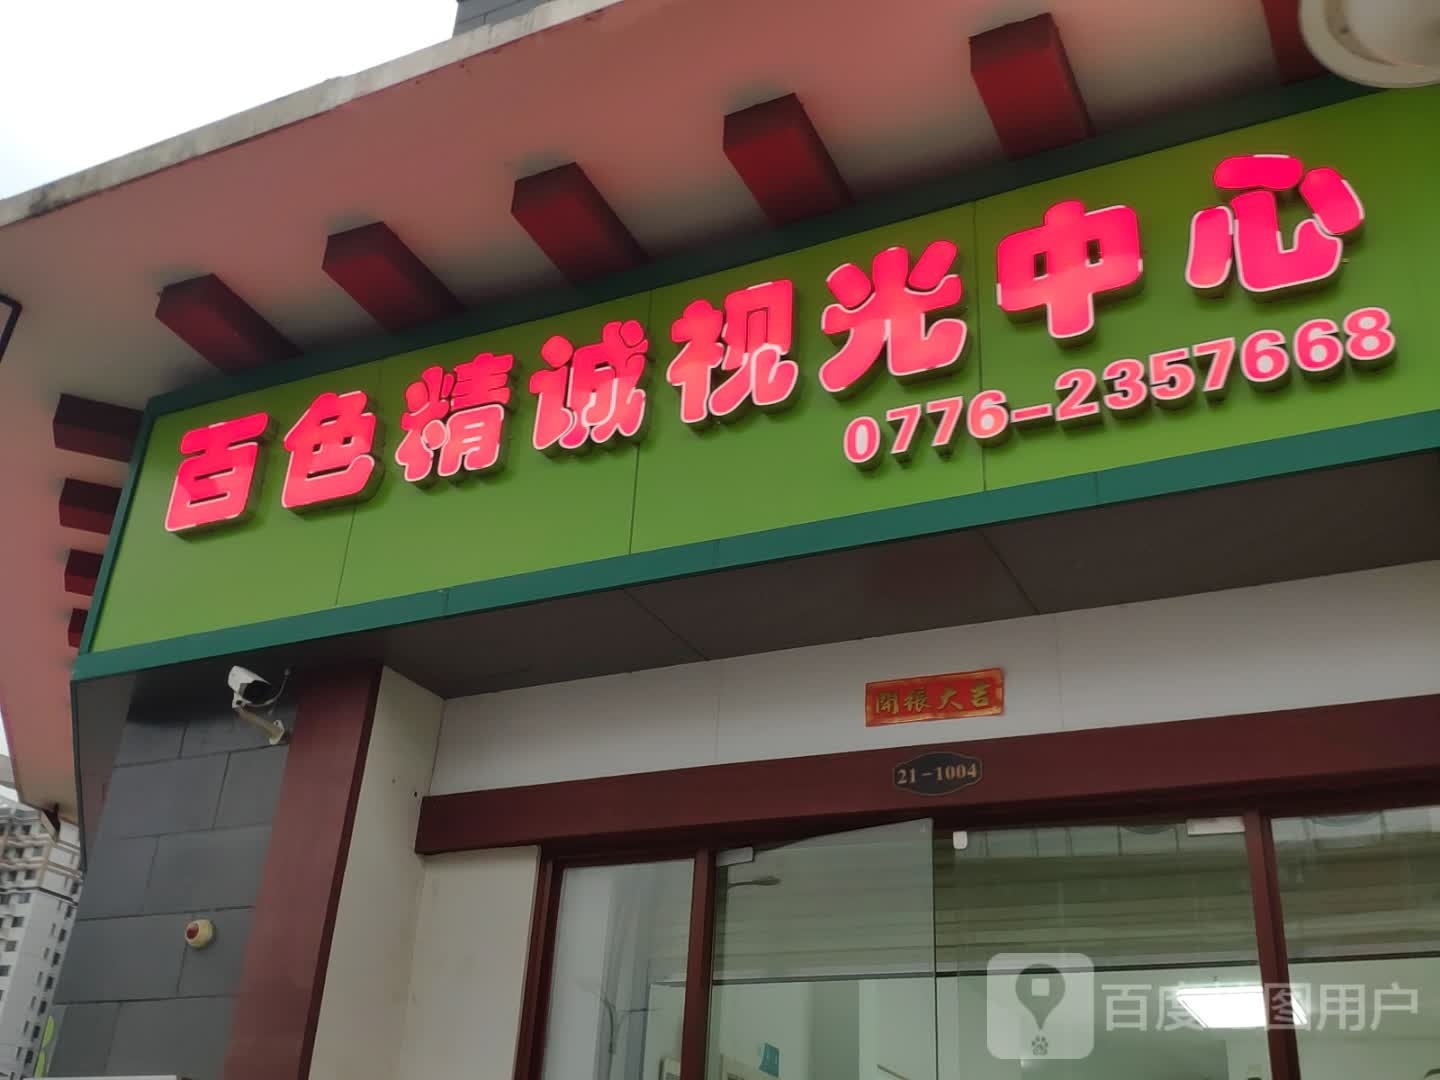 百色精诚视光中心
0776-2357668
開張大吉
21-1004
百度地图用户